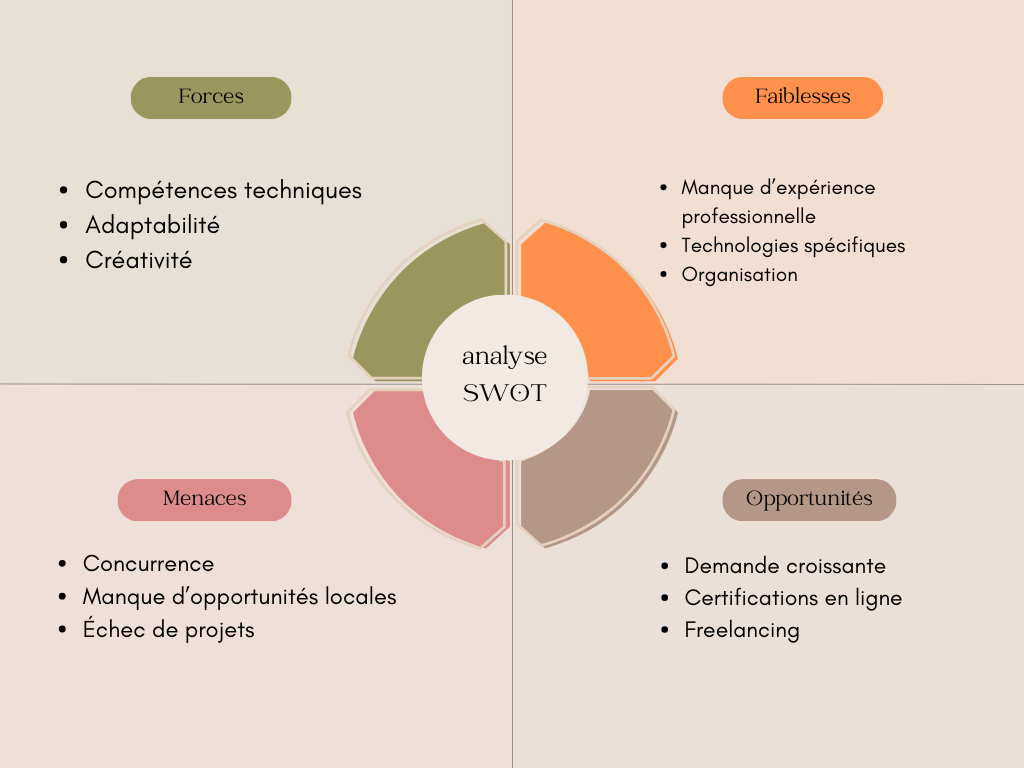 Forces
• Compétences techniques
• Adaptabilité
• Créativité
Faiblesses
• Manque d’expérience
professionnelle
• Technologies spécifiques
• Organisation
analyse
SWOT
Menaces
• Concurrence
• Manque d’opportunités locales
• Échec de projets
Opportunités
• Demande croissante
• Certifications en ligne
• Freelancing